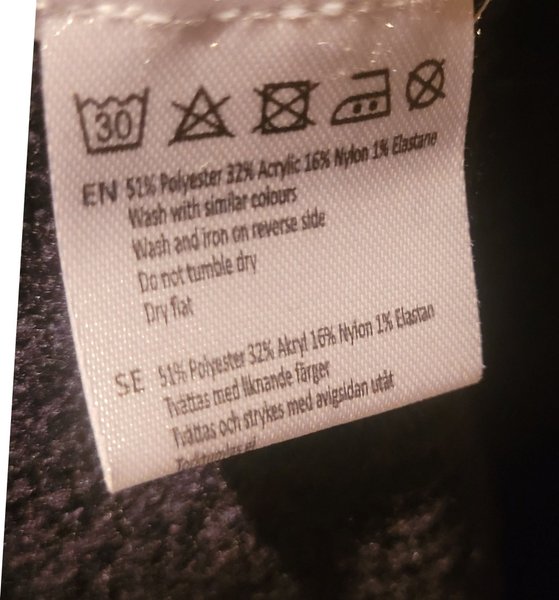 30
EN 51% Polyester 32% Acrylic 16% Nylon 1% Elastane
Wash with similar colours
Wash and iron on reverse side
Do not tumble dry
Dry flat
SE 51% Polyester 32% Akryl 16% Nylon 1% Elastan
Tvättas med liknande färger
Tvättas och strykes med avigsidan utåt